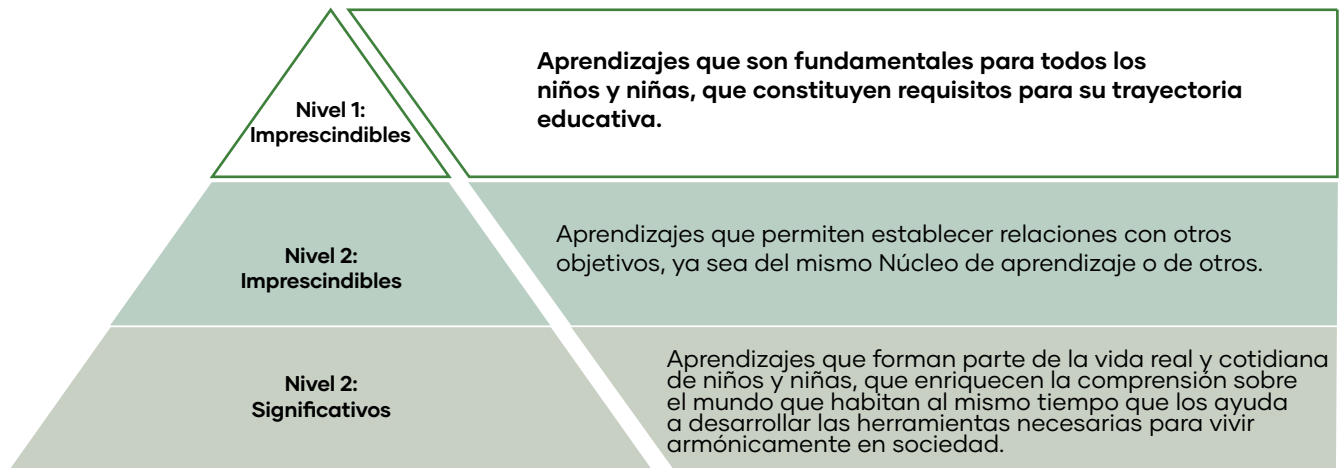 Nivel 1:
Imprescindibles
Aprendizajes que son fundamentales para todos los
niños y niñas, que constituyen requisitos para su trayectoria
educativa.
Nivel 2:
Imprescindibles
Aprendizajes que permiten establecer relaciones con otros
objetivos, ya sea del mismo Núcleo de aprendizaje o de otros.
Nivel 2:
Significativos
Aprendizajes que forman parte de la vida real y cotidiana
de niños y niñas, que enriquecen la comprensión sobre
el mundo que habitan al mismo tiempo que los ayuda
a desarrollar las herramientas necesarias para vivir
armónicamente en sociedad.